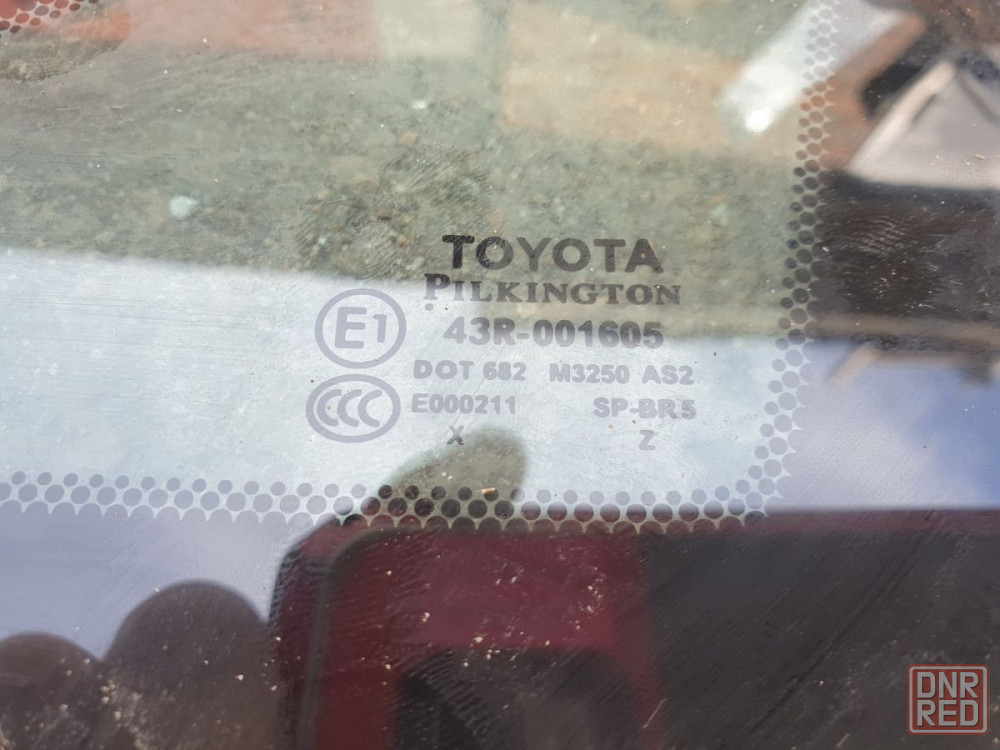 TOYOTA
PILKINGTON
E1 43R-001605
DOT 682 M3250 AS2
CCC E000211 SP-BR5
X Z
DNR
RED